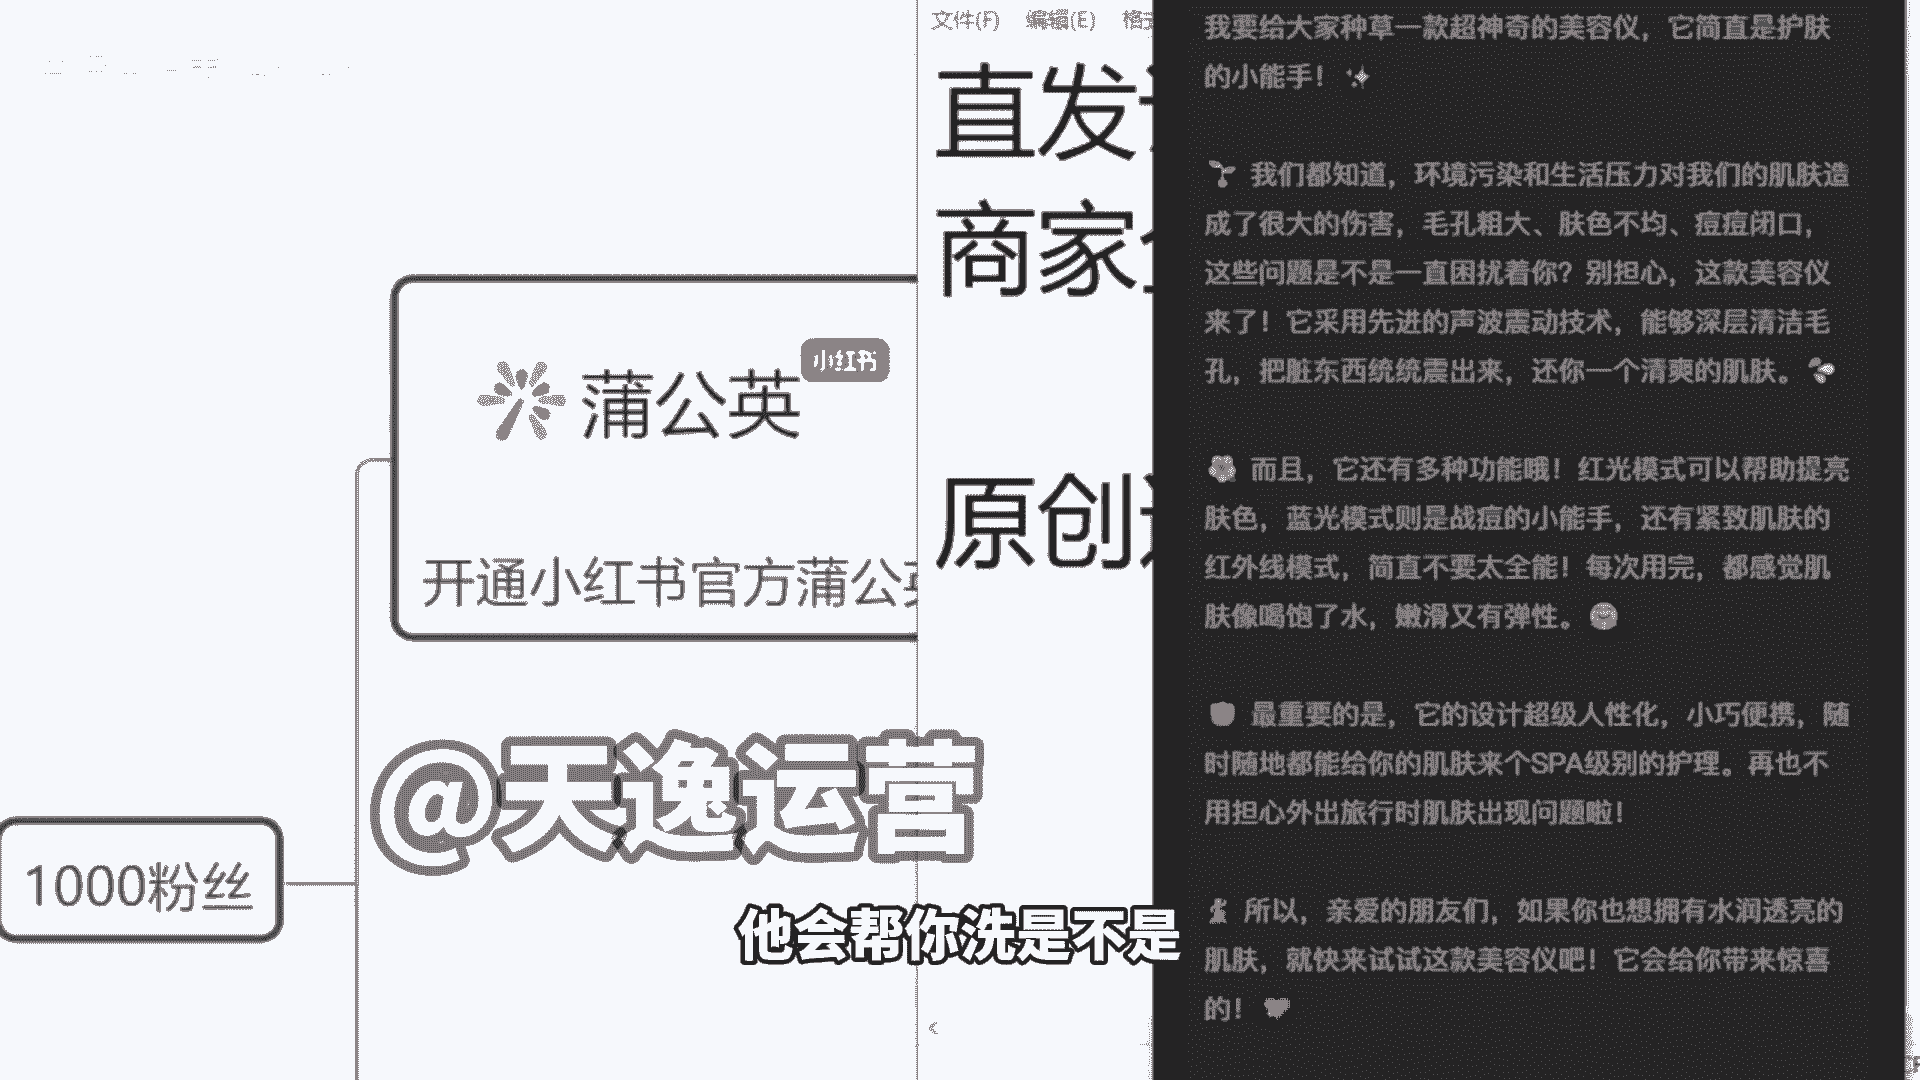 1000粉丝
蒲公英
小红书
开通小红书官方蒲公
文件(F) 编辑(E)
直发
商家
原创
我要给大家种草一款超神奇的美容仪，它简直是护肤
的小能手！✨
🌱 我们都知道，环境污染和生活压力对我们的肌肤造
成了很大的伤害，毛孔粗大、肤色不均、痘痘闭口，
这些问题是不是一直困扰着你？别担心，这款美容仪
来了！它采用先进的声波震动技术，能够深层清洁毛
孔，把脏东西统统震出来，还你一个清爽的肌肤。💦
🌸 而且，它还有多种功能哦！红光模式可以帮助提亮
肤色，蓝光模式则是战痘的小能手，还有紧致肌肤的
红外线模式，简直不要太全能！每次用完，都感觉肌
肤像喝饱了水，嫩滑又有弹性。😊
最重要的是，它的设计超级人性化，小巧便携，随
时随地都能给你的肌肤来个SPA级别的护理。再也不
用担心外出旅行时肌肤出现问题啦！
所以，亲爱的朋友们，如果你也想拥有水润透亮的
肌肤，就快来试试这款美容仪吧！它会给你带来惊喜
的！❤
@天逸运营
他会帮你洗是不是